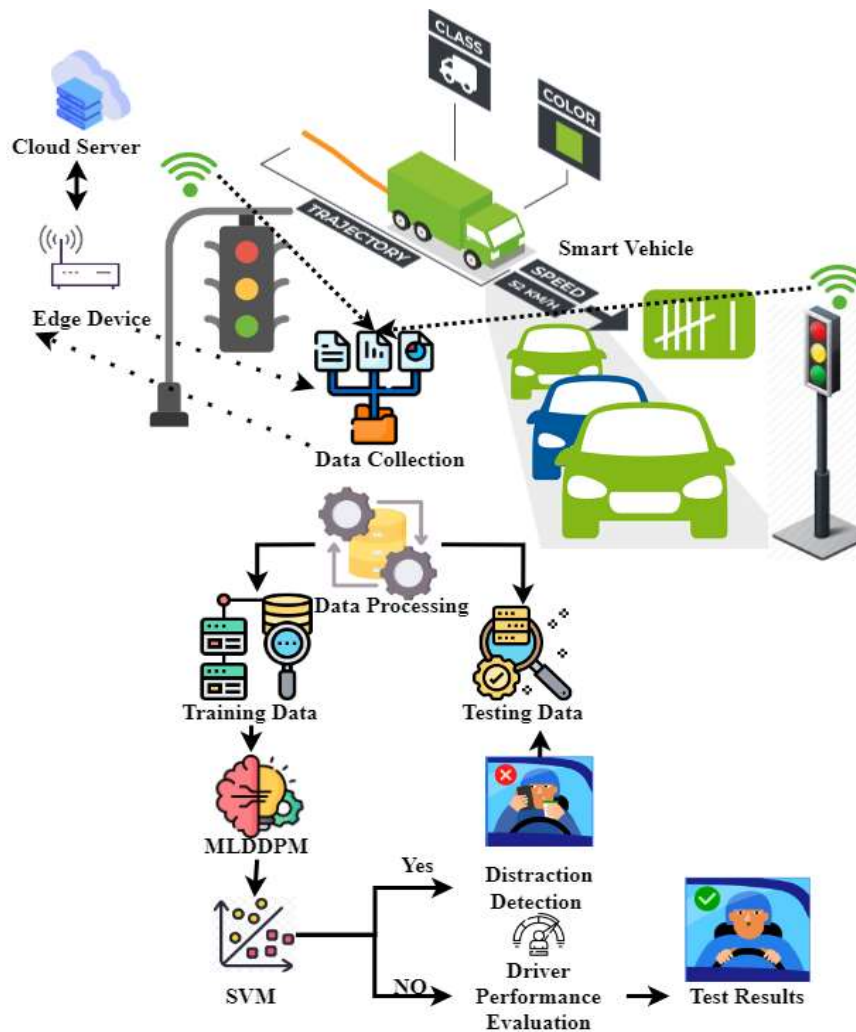 CLASS
COLOR
Cloud Server
TRAJECTORY
Smart Vehicle
SPEED
52 KM/H
Edge Device
Data Collection
Data Processing
Training Data
Testing Data
MLDDPM
Yes
Distraction
Detection
SVM
NO
Driver
Performance
Evaluation
Test Results